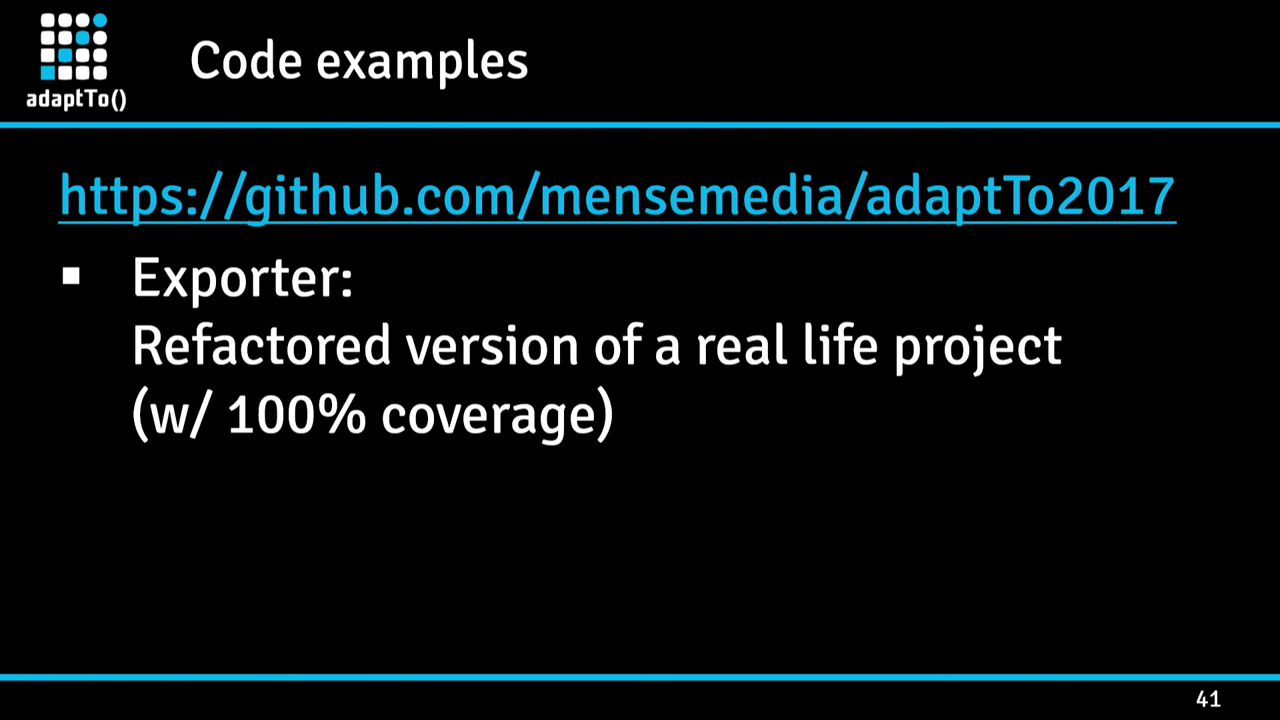 adaptTo()
Code examples
https://github.com/mensemedia/adaptTo2017
▪ Exporter:
Refactored version of a real life project
(w/ 100% coverage)
41